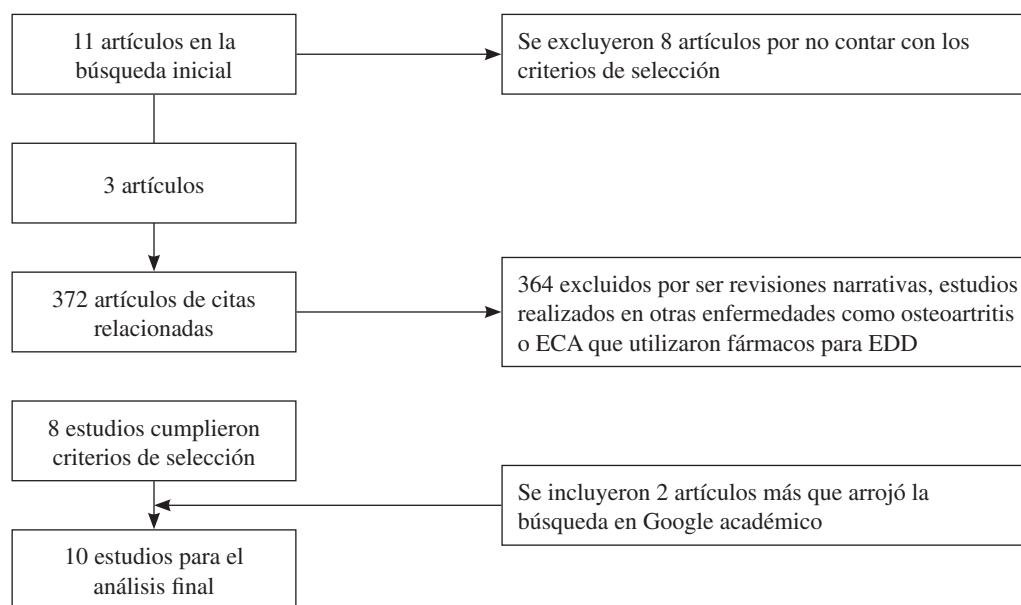 11 artículos en la
búsqueda inicial
Se excluyeron 8 artículos por no contar con los
criterios de selección
3 artículos
372 artículos de citas
relacionadas
364 excluidos por ser revisiones narrativas, estudios
realizados en otras enfermedades como osteoartritis
o ECA que utilizaron fármacos para EDD
8 estudios cumplieron
criterios de selección
Se incluyeron 2 artículos más que arrojó la
búsqueda en Google académico
10 estudios para el
análisis final